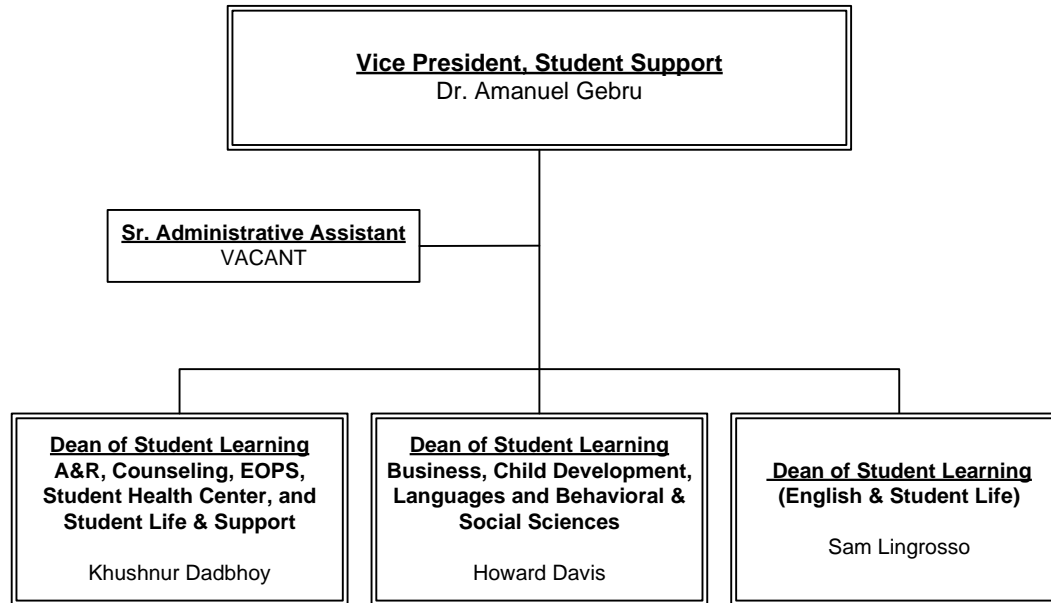 Vice President, Student Support
Dr. Amanuel Gebru
Sr. Administrative Assistant
VACANT
Dean of Student Learning
A&R, Counseling, EOPS,
Student Health Center, and
Student Life & Support
Khushnur Dadbhoy
Dean of Student Learning
Business, Child Development,
Languages and Behavioral &
Social Sciences
Howard Davis
Dean of Student Learning
(English & Student Life)
Sam Lingrosso